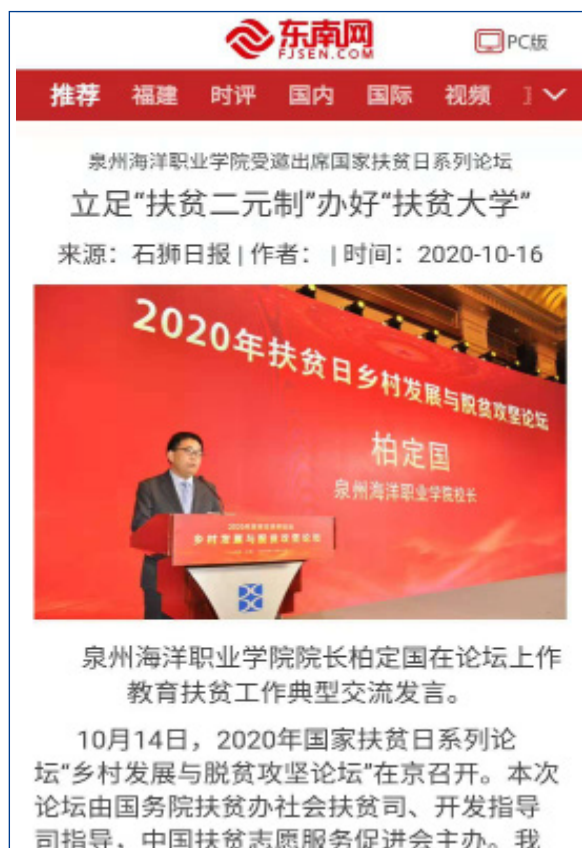 东南网
FJSEN.COM
PC版
推荐 福建 时评 国内 国际 视频
泉州海洋职业学院受邀出席国家扶贫日系列论坛
立足“扶贫二元制”办好“扶贫大学”
来源：石狮日报 | 作者： | 时间：2020-10-16
2020年扶贫日乡村发展与脱贫攻坚论坛
柏定国
泉州海洋职业学院校长
乡村发展与脱贫攻坚论坛
泉州海洋职业学院院长柏定国在论坛上作
教育扶贫工作典型交流发言。
10月14日，2020年国家扶贫日系列论
坛“乡村发展与脱贫攻坚论坛”在京召开。本次
论坛由国务院扶贫办社会扶贫司、开发指导
司指导，中国扶贫志愿服务促进会主办。我